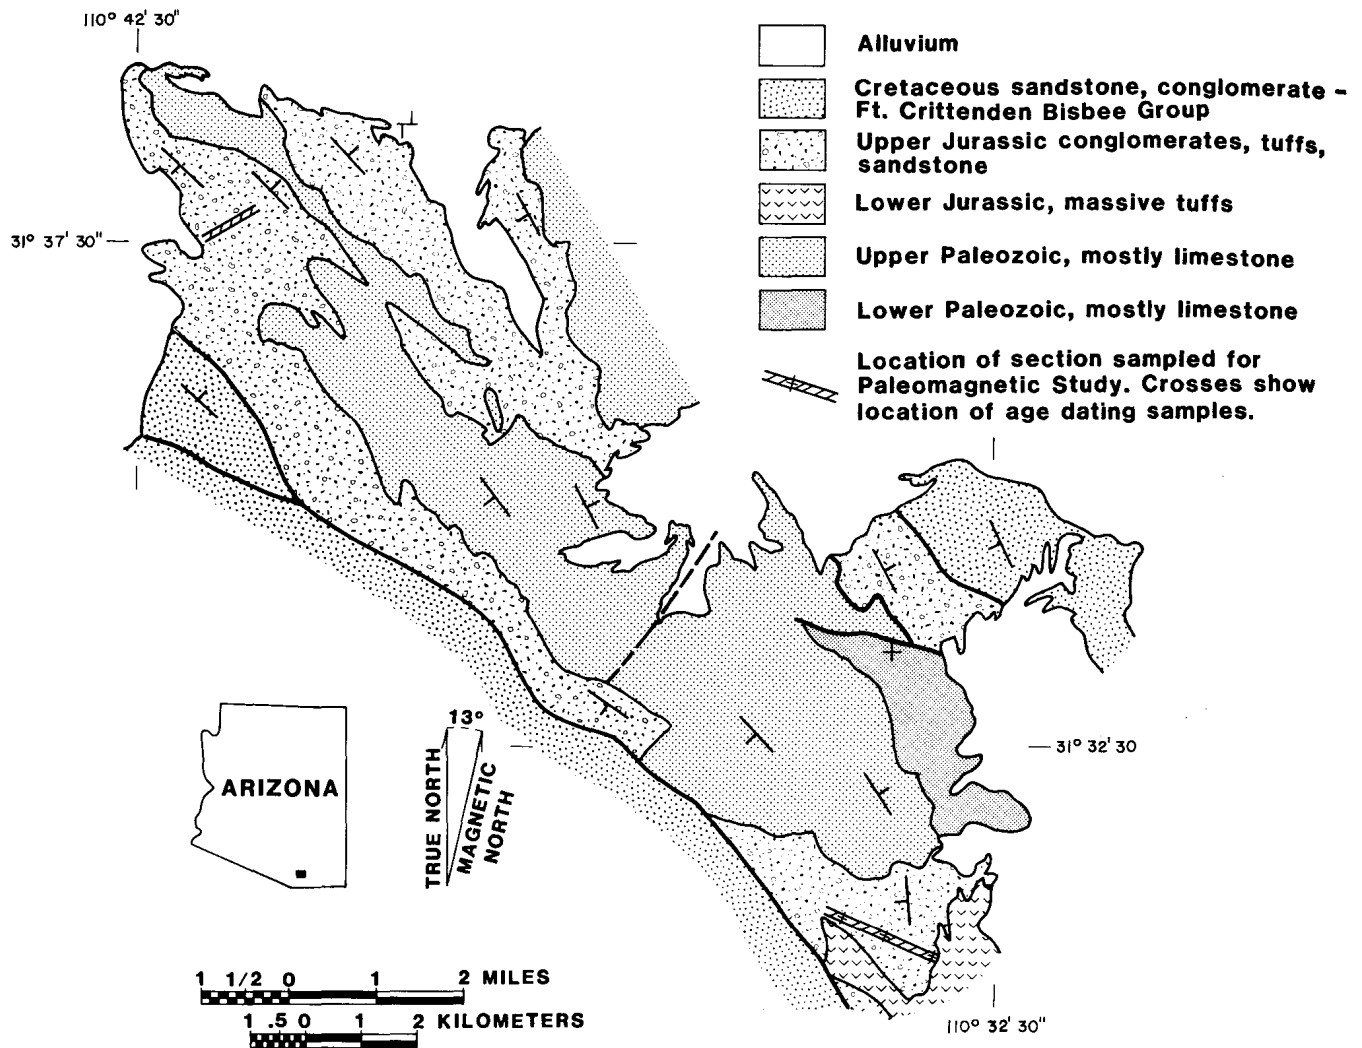 110° 42' 30"
Alluvium
Cretaceous sandstone, conglomerate –
Ft. Crittenden Bisbee Group
Upper Jurassic conglomerates, tuffs,
sandstone
Lower Jurassic, massive tuffs
31° 37' 30"
Upper Paleozoic, mostly limestone
Lower Paleozoic, mostly limestone
Location of section sampled for
Paleomagnetic Study. Crosses show
location of age dating samples.
13°
ARIZONA
TRUE NORTH
MAGNETIC
NORTH
31° 32' 30
1 1/2 0 1 2 MILES
1 .5 0 1 2 KILOMETERS
110° 32' 30"